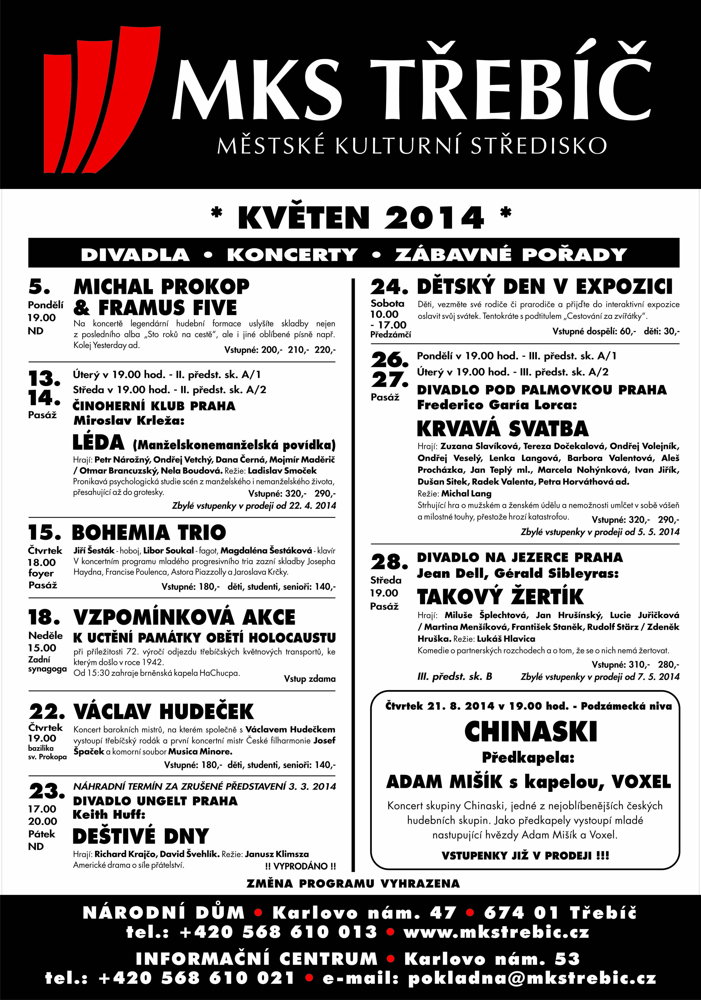 MKS TŘEBÍČ
MĚSTSKÉ KULTURNÍ STŘEDISKO
* KVĚTEN 2014 *
DIVADLA • KONCERTY • ZÁBAVNÉ POŘADY
5.
Pondělí
19.00
ND
MICHAL PROKOP
& FRAMUS FIVE
Na koncertě legendární hudební formace uslyšíte skladby nejen
z posledního alba „Sto roků na cestě“, ale i jiné oblíbené písně např.
Kolej Yesterday ad.
Vstupné: 200,- 210,- 220,-
13.
14.
Pasáž
Úterý v 19.00 hod. - II. předst. sk. A/1
Středa v 19.00 hod. - II. předst. sk. A/2
ČINOHERNÍ KLUB PRAHA
Miroslav Krleža:
LÉDA (Manželskonemanželská povídka)
Hrají: Petr Nárožný, Ondřej Vetchý, Dana Černá, Mojmír Maděrič
/ Otmar Brancuzský, Nela Boudová. Režie: Ladislav Smoček
Pronikavá psychologická studie scén z manželského i nemanželského života,
přesahující až do grotesky.
Vstupné: 320,- 290,-
Zbylé vstupenky v prodeji od 22. 4. 2014
15.
Čtvrtek
18.00
foyer
Pasáž
BOHEMIA TRIO
Jiří Šesták - hoboj, Libor Soukal - fagot, Magdaléna Šestáková - klavír
V koncertním programu mladého progresivního tria zazní skladby Josepha
Haydna, Francise Poulenca, Astora Piazzolly a Jaroslava Krčky.
Vstupné: 180,- děti, studenti, senioři: 140,-
18.
Neděle
15.00
Zadní
synagoga
VZPOMÍNKOVÁ AKCE
K UCTĚNÍ PAMÁTKY OBĚTÍ HOLOCAUSTU
při příležitosti 72. výročí odjezdu třebíčských květnových transportů, ke
kterým došlo v roce 1942.
Od 15:30 zahraje brněnská kapela HaChucpa.
Vstup zdama
22.
Čtvrtek
19.00
bazilika
sv. Prokopa
VÁCLAV HUDEČEK
Koncert barokních mistrů, na kterém společně s Václavem Hudečkem
vystoupí třebíčský rodák a první koncertní mistr České filharmonie Josef
Špaček a komorní soubor Musica Minore.
Vstupné: 180,- děti, studenti, senioři: 140,-
23.
17.00
20.00
Pátek
ND
NÁHRADNÍ TERMÍN ZA ZRUŠENÉ PŘEDSTAVENÍ 3. 3. 2014
DIVADLO UNGELT PRAHA
Keith Huff:
DEŠTIVÉ DNY
Hrají: Richard Krajčo, David Švehlík. Režie: Janusz Klimsza
Americké drama o síle přátelství.
!! VYPRODÁNO !!
24.
Sobota
10.00
- 17.00
Předzámčí
DĚTSKÝ DEN V EXPOZICI
Děti, vezměte své rodiče či prarodiče a přijďte do interaktivní expozice
oslavit svůj svátek. Tentokráte s podtitulem „Cestování za zvířátky“.
Vstupné dospělí: 60,- děti: 30,-
26.
27.
Pasáž
Pondělí v 19.00 hod. - III. předst. sk. A/1
Úterý v 19.00 hod. - III. předst. sk. A/2
DIVADLO POD PALMOVKOU PRAHA
Frederico Garía Lorca:
KRVAVÁ SVATBA
Hrají: Zuzana Slavíková, Tereza Dočekalová, Ondřej Volejník,
Ondřej Veselý, Lenka Langová, Barbora Valentová, Aleš
Procházka, Jan Teplý ml., Marcela Nohýnková, Ivan Jiřík,
Dušan Sitek, Radek Valenta, Petra Horváthová ad.
Režie: Michal Lang
Strhující hra o mužském a ženském údělu a nemožnosti umlčet v sobě vášeň
a milostné touhy, přestože hrozí katastrofou.
Vstupné: 320,- 290,-
Zbylé vstupenky v prodeji od 5. 5. 2014
28.
Středa
19.00
Pasáž
DIVADLO NA JEZERCE PRAHA
Jean Dell, Gérald Sibleyras:
TAKOVÝ ŽERTÍK
Hrají: Miluše Šplechtová, Jan Hrušínský, Lucie Juřičková
/ Martina Menšíková, František Staněk, Rudolf Stärz / Zdeněk
Hruška. Režie: Lukáš Hlavica
Komedie o partnerských rozchodech a o tom, že se o nich nemá žertovat.
Vstupné: 310,- 280,-
III. předst. sk. B Zbylé vstupenky v prodeji od 7. 5. 2014
Čtvrtek 21. 8. 2014 v 19.00 hod. - Podzámecká niva
CHINASKI
Předkapela:
ADAM MIŠÍK s kapelou, VOXEL
Koncert skupiny Chinaski, jedné z nejoblíbenějších českých
hudebních skupin. Jako předkapely vystoupí mladé
nastupující hvězdy Adam Mišík a Voxel.
VSTUPENKY JIŽ V PRODEJI !!!
ZMĚNA PROGRAMU VYHRAZENA
NÁRODNÍ DŮM • Karlovo nám. 47 • 674 01 Třebíč
tel.: +420 568 610 013 • www.mkstrebic.cz
INFORMAČNÍ CENTRUM • Karlovo nám. 53
tel.: +420 568 610 021 • e-mail: pokladna@mkstrebic.cz